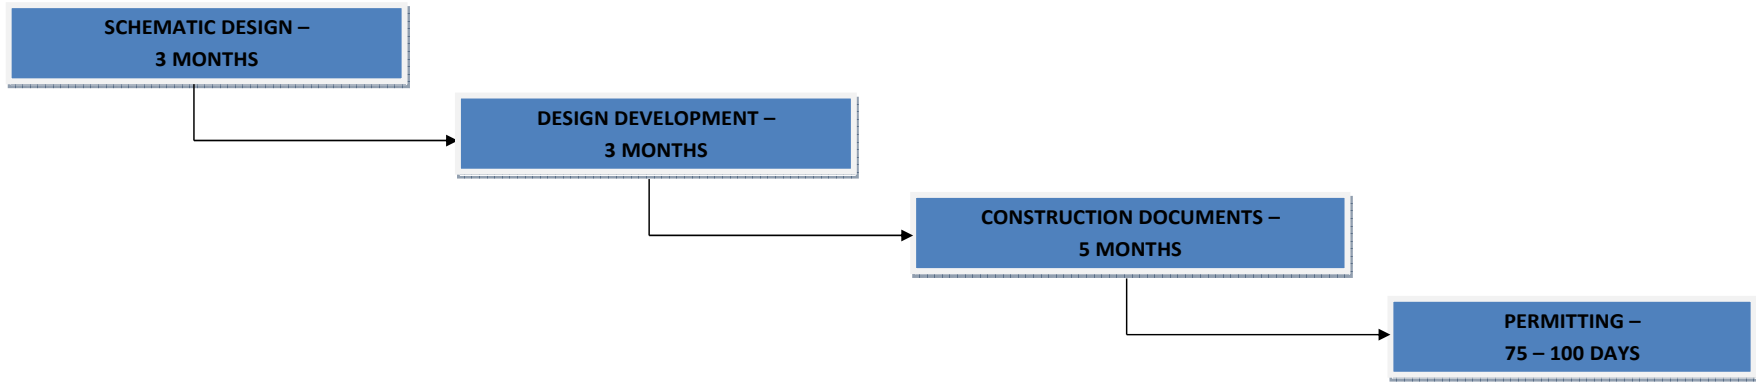 SCHEMATIC DESIGN –
3 MONTHS
DESIGN DEVELOPMENT –
3 MONTHS
CONSTRUCTION DOCUMENTS –
5 MONTHS
PERMITTING –
75 – 100 DAYS